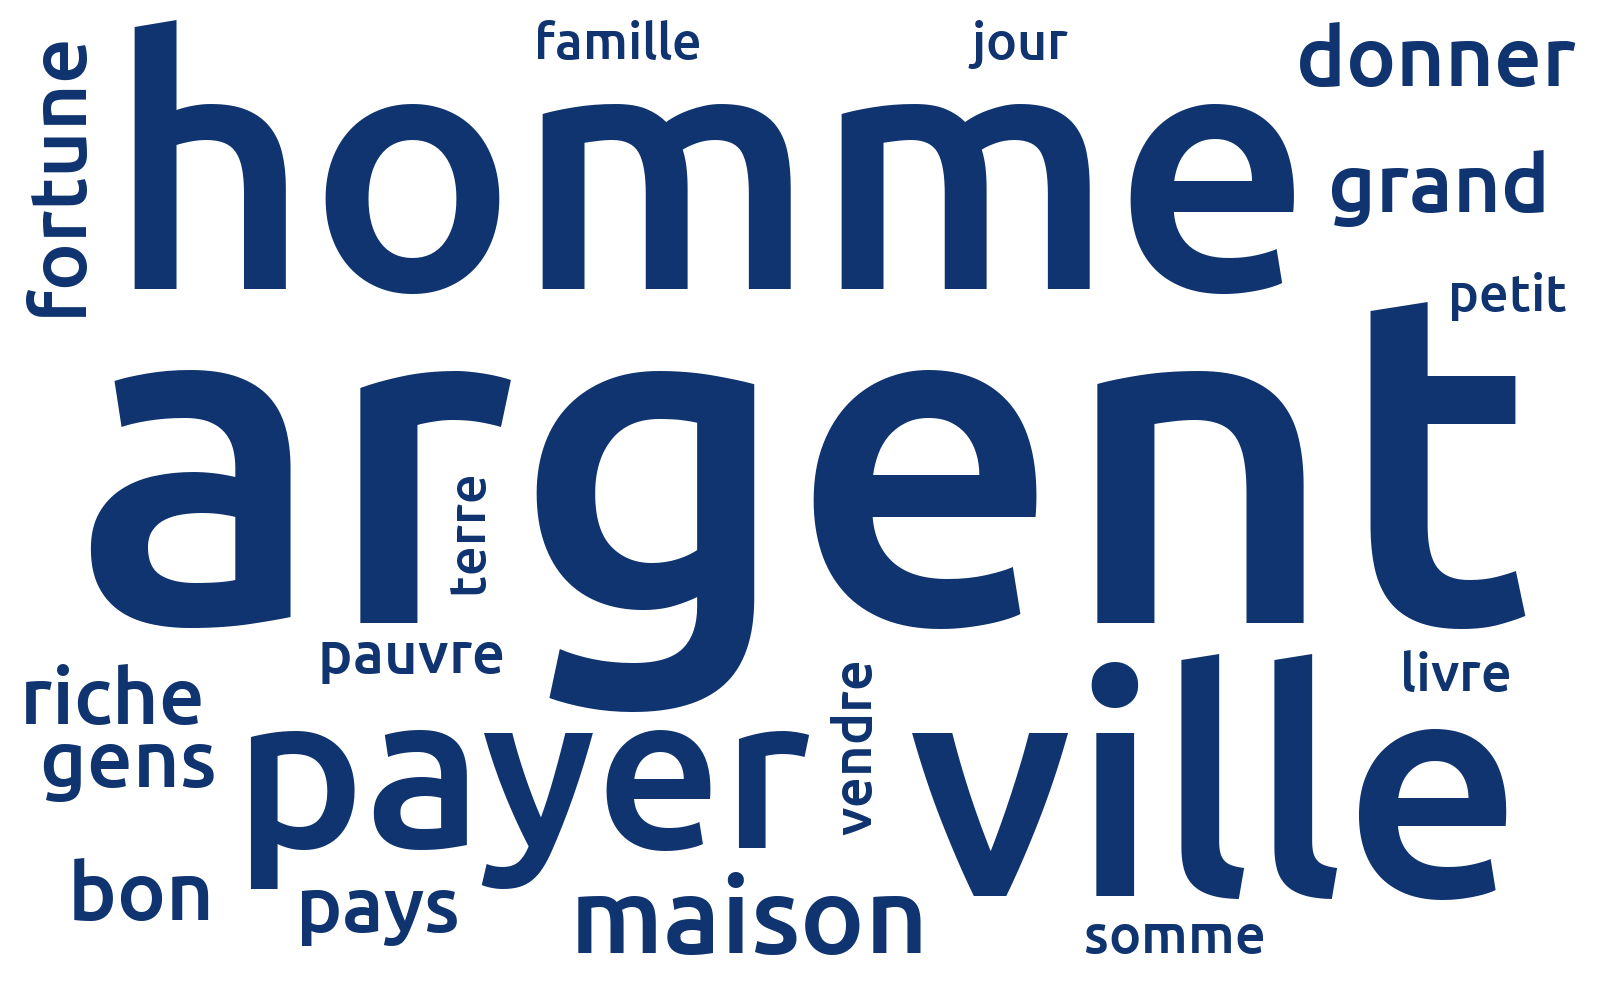 famille
jour
donner
fortune
homme
grand
petit
argent
terre
pauvre
livre
riche
vendre
gens
payer
ville
bon
pays
maison
somme